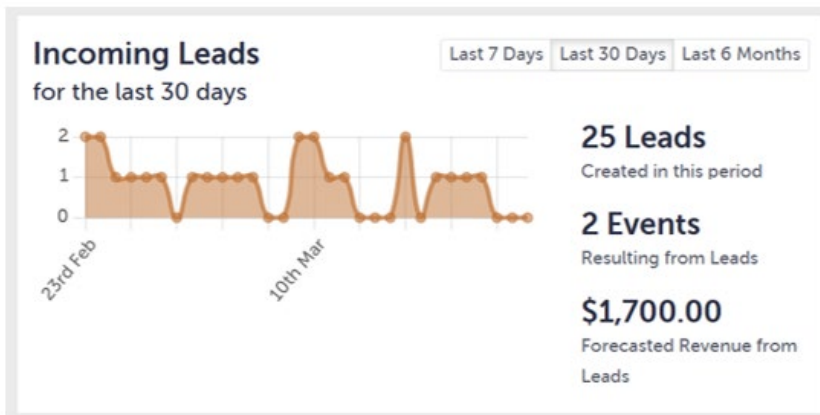 Incoming Leads
for the last 30 days
Last 7 Days Last 30 Days Last 6 Months
2
1
0
23rd Feb
10th Mar
25 Leads
Created in this period
2 Events
Resulting from Leads
$1,700.00
Forecasted Revenue from
Leads